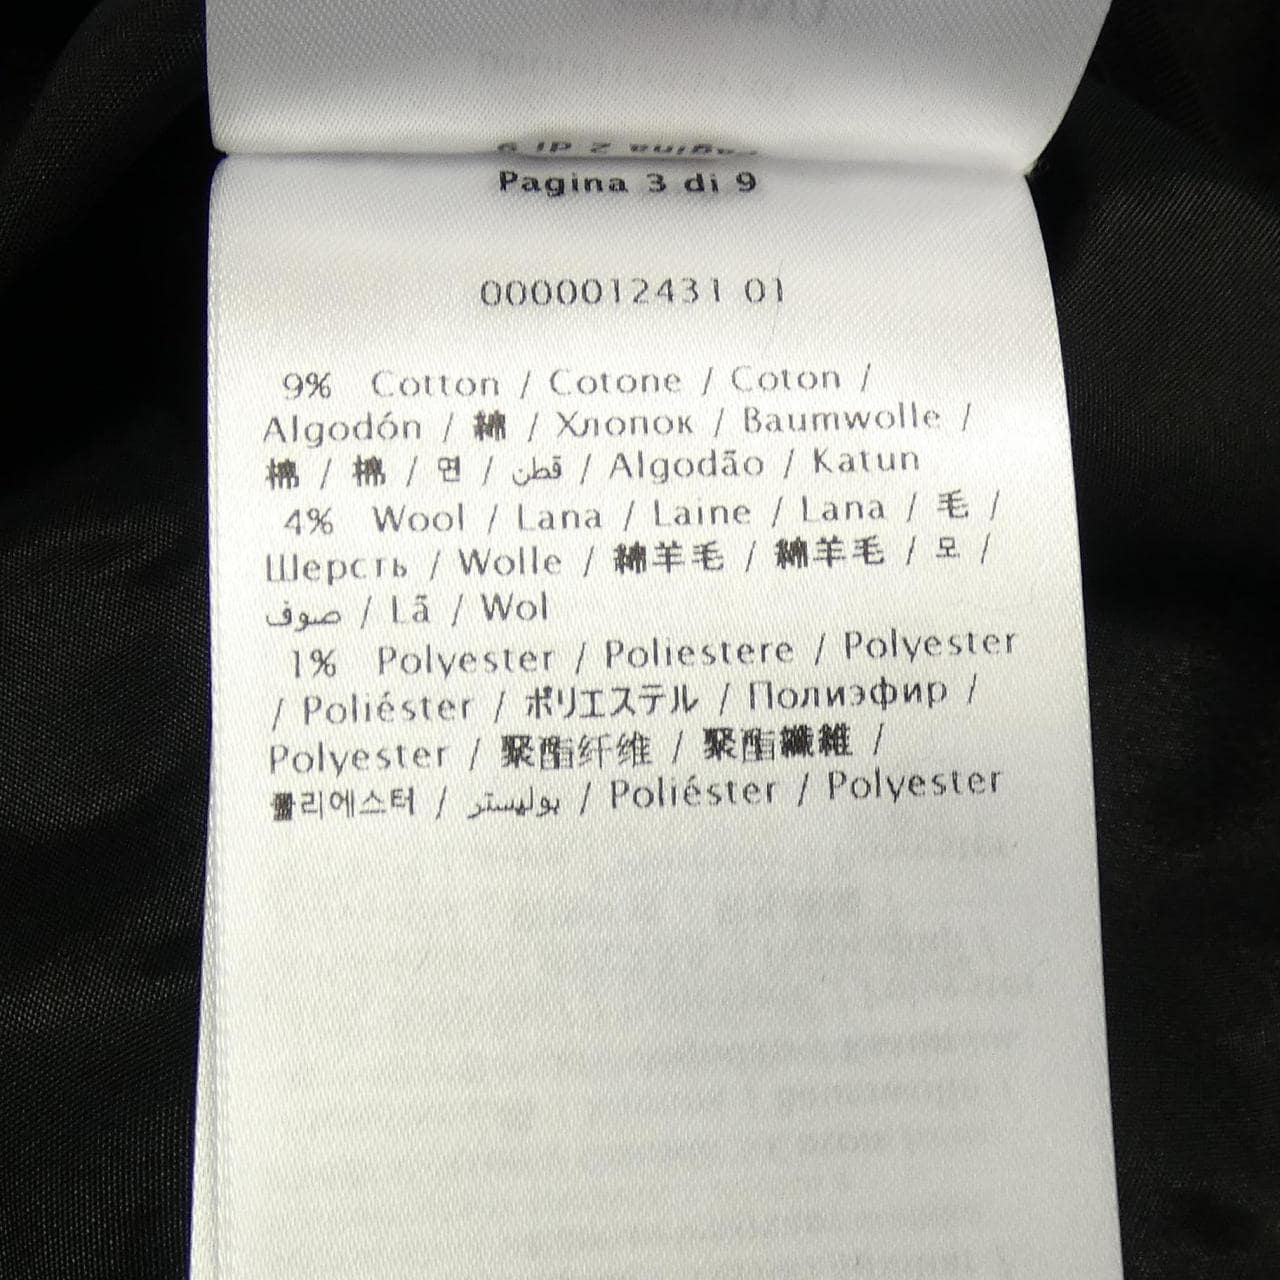 Pagina 3 di 9
0000012431 01
9% Cotton / Cotone / Coton /
Algodón / 綿 / Хлопок / Baumwolle /
棉 / 棉 / 면 / قطن / Algodão / Katun
4% Wool / Lana / Laine / Lana / 毛 /
Шерсть / Wolle / 綿羊毛 / 綿羊毛 / 모 /
صوف / Lã / Wol
1% Polyester / Poliestere / Polyester
/ Poliéster / ポリエステル / Полиэфир /
Polyester / 聚酯纤维 / 聚酯纖維 /
폴리에스터 / بوليستر / Poliéster / Polyester